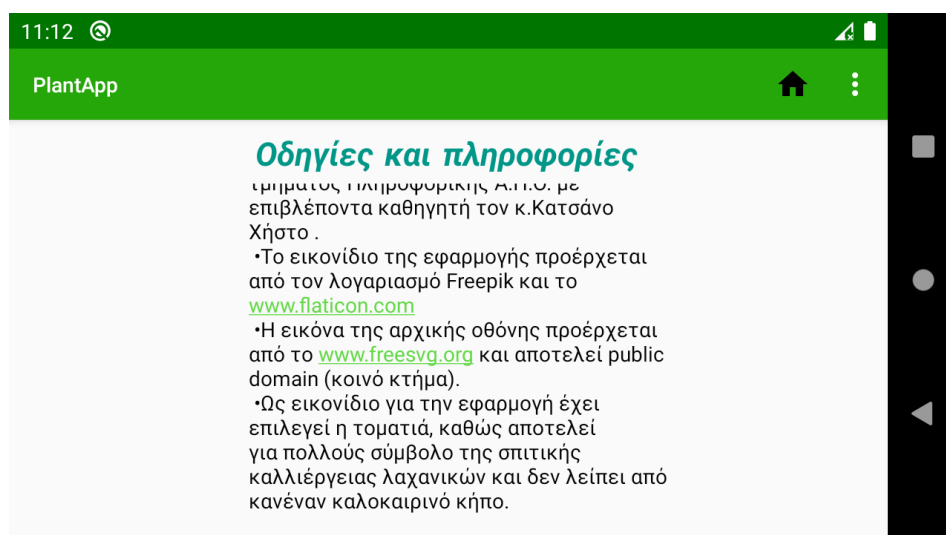 11:12
PlantApp
Οδηγίες και πληροφορίες
τμήματος Πληροφορικής Α.Π.Θ. με
επιβλέποντα καθηγητή τον κ.Κατσάνο
Χήστο .
•Το εικονίδιο της εφαρμογής προέρχεται
από τον λογαριασμό Freepik και το
www.flaticon.com
•Η εικόνα της αρχικής οθόνης προέρχεται
από το www.freesvg.org και αποτελεί public
domain (κοινό κτήμα).
•Ως εικονίδιο για την εφαρμογή έχει
επιλεγεί η τοματιά, καθώς αποτελεί
για πολλούς σύμβολο της σπιτικής
καλλιέργειας λαχανικών και δεν λείπει από
κανέναν καλοκαιρινό κήπο.